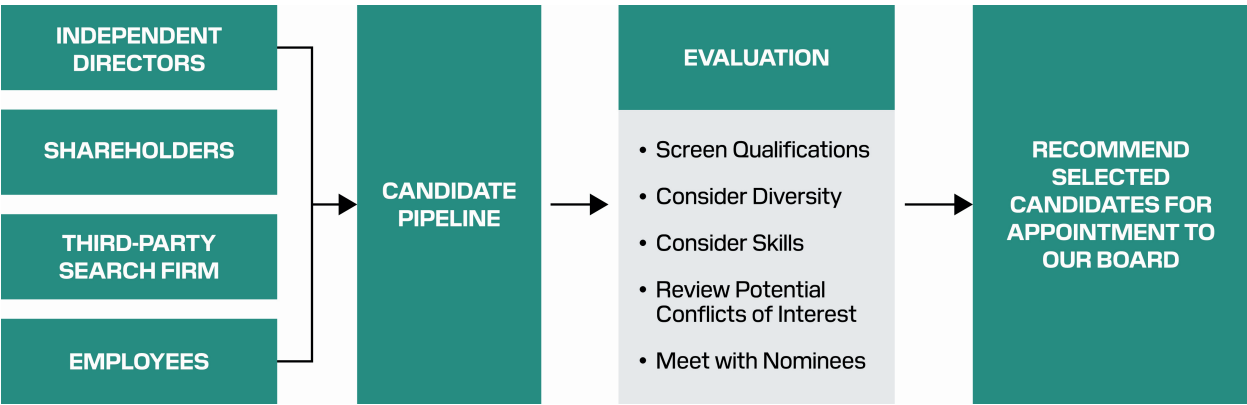 INDEPENDENT
DIRECTORS
SHAREHOLDERS
THIRD-PARTY
SEARCH FIRM
EMPLOYEES
CANDIDATE
PIPELINE
EVALUATION
• Screen Qualifications
• Consider Diversity
• Consider Skills
• Review Potential
Conflicts of Interest
• Meet with Nominees
RECOMMEND
SELECTED
CANDIDATES FOR
APPOINTMENT TO
OUR BOARD